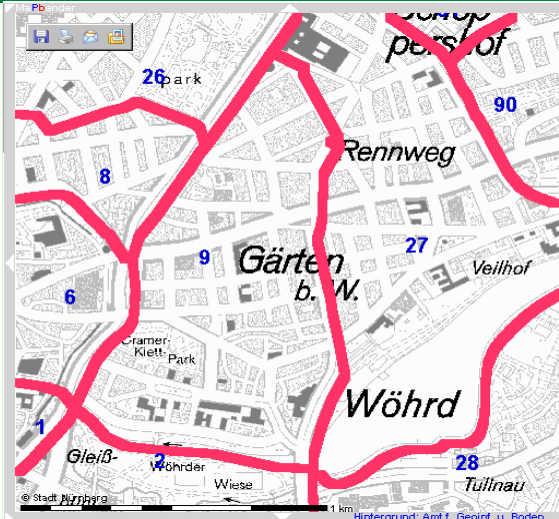 MaPbender
pershof
26
park
90
Rennweg
8
9
27
Gärten
b. W.
Veilhof
6
Cramer-
Klett-
Park
Wöhrd
1
Gleiß-
2
Wöhrder
Wiese
28
Tullnau
© Stadt Nürnberg
1 km
Hintergrund: Amt f. Geoinf. u. Boden